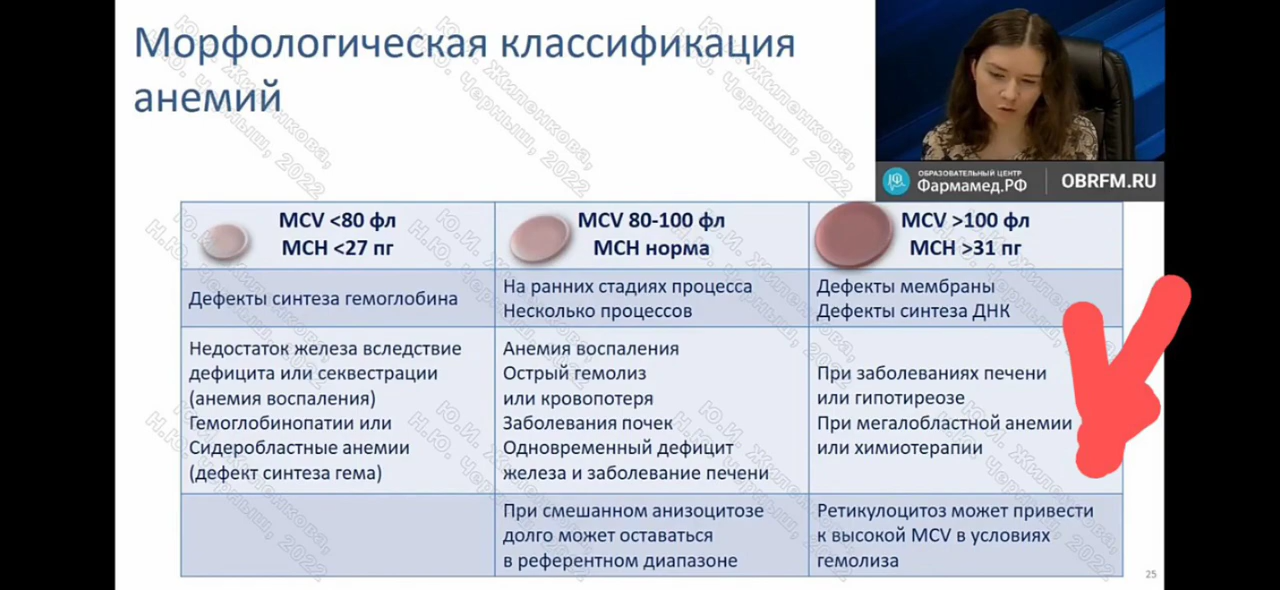 Морфологическая классификация
анемий
ОБРАЗОВАТЕЛЬНЫЙ ЦЕНТР
Фармамед.РФ
OBRFM.RU
MCV <80 фл
MCH <27 пг
MCV 80-100 фл
MCH норма
MCV >100 фл
MCH >31 пг
Дефекты синтеза гемоглобина
На ранних стадиях процесса
Несколько процессов
Дефекты мембраны
Дефекты синтеза ДНК
Недостаток железа вследствие
дефицита или секвестрации
(анемия воспаления)
Гемоглобинопатии или
Сидеробластные анемии
(дефект синтеза гема)
Анемия воспаления
Острый гемолиз
или кровопотеря
Заболевания почек
Одновременный дефицит
железа и заболевание печени
При заболеваниях печени
или гипотиреозе
При мегалобластной анемии
или химиотерапии
При смешанном анизоцитозе
долго может оставаться
в референтном диапазоне
Ретикулоцитоз может привести
к высокой MCV в условиях
гемолиза
25
Ю.И. Жиленкова,
Н.Ю. Черныш, 2022